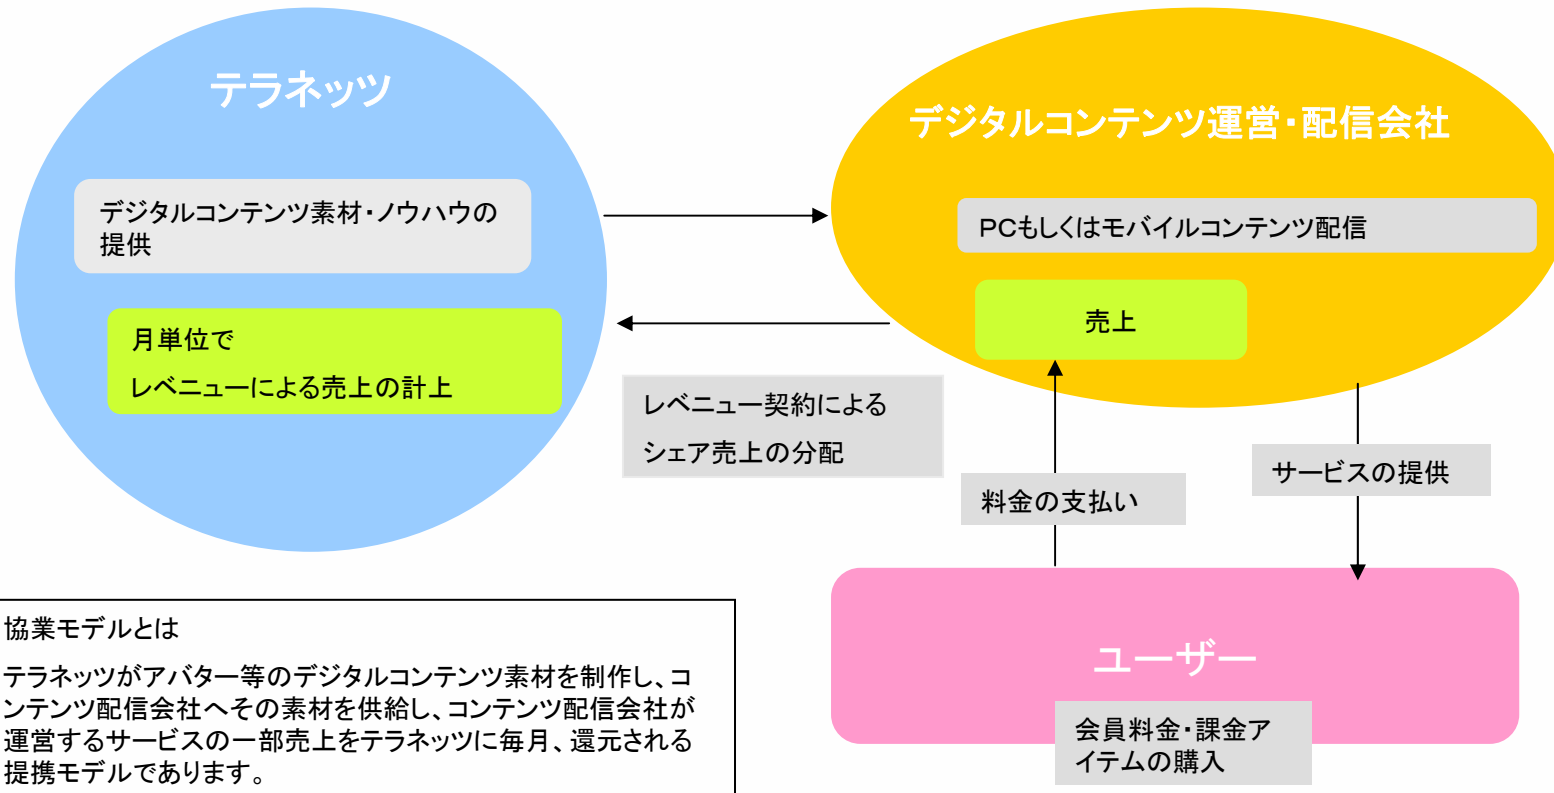 テラネッツ
デジタルコンテンツ素材・ノウハウの
提供
月単位で
レベニューによる売上の計上
デジタルコンテンツ運営・配信会社
PCもしくはモバイルコンテンツ配信
売上
レベニュー契約による
シェア売上の分配
料金の支払い
サービスの提供
ユーザー
会員料金・課金ア
イテムの購入
協業モデルとは
テラネッツがアバター等のデジタルコンテンツ素材を制作し、コ
ンテンツ配信会社へその素材を供給し、コンテンツ配信会社が
運営するサービスの一部売上をテラネッツに毎月、還元される
提携モデルであります。